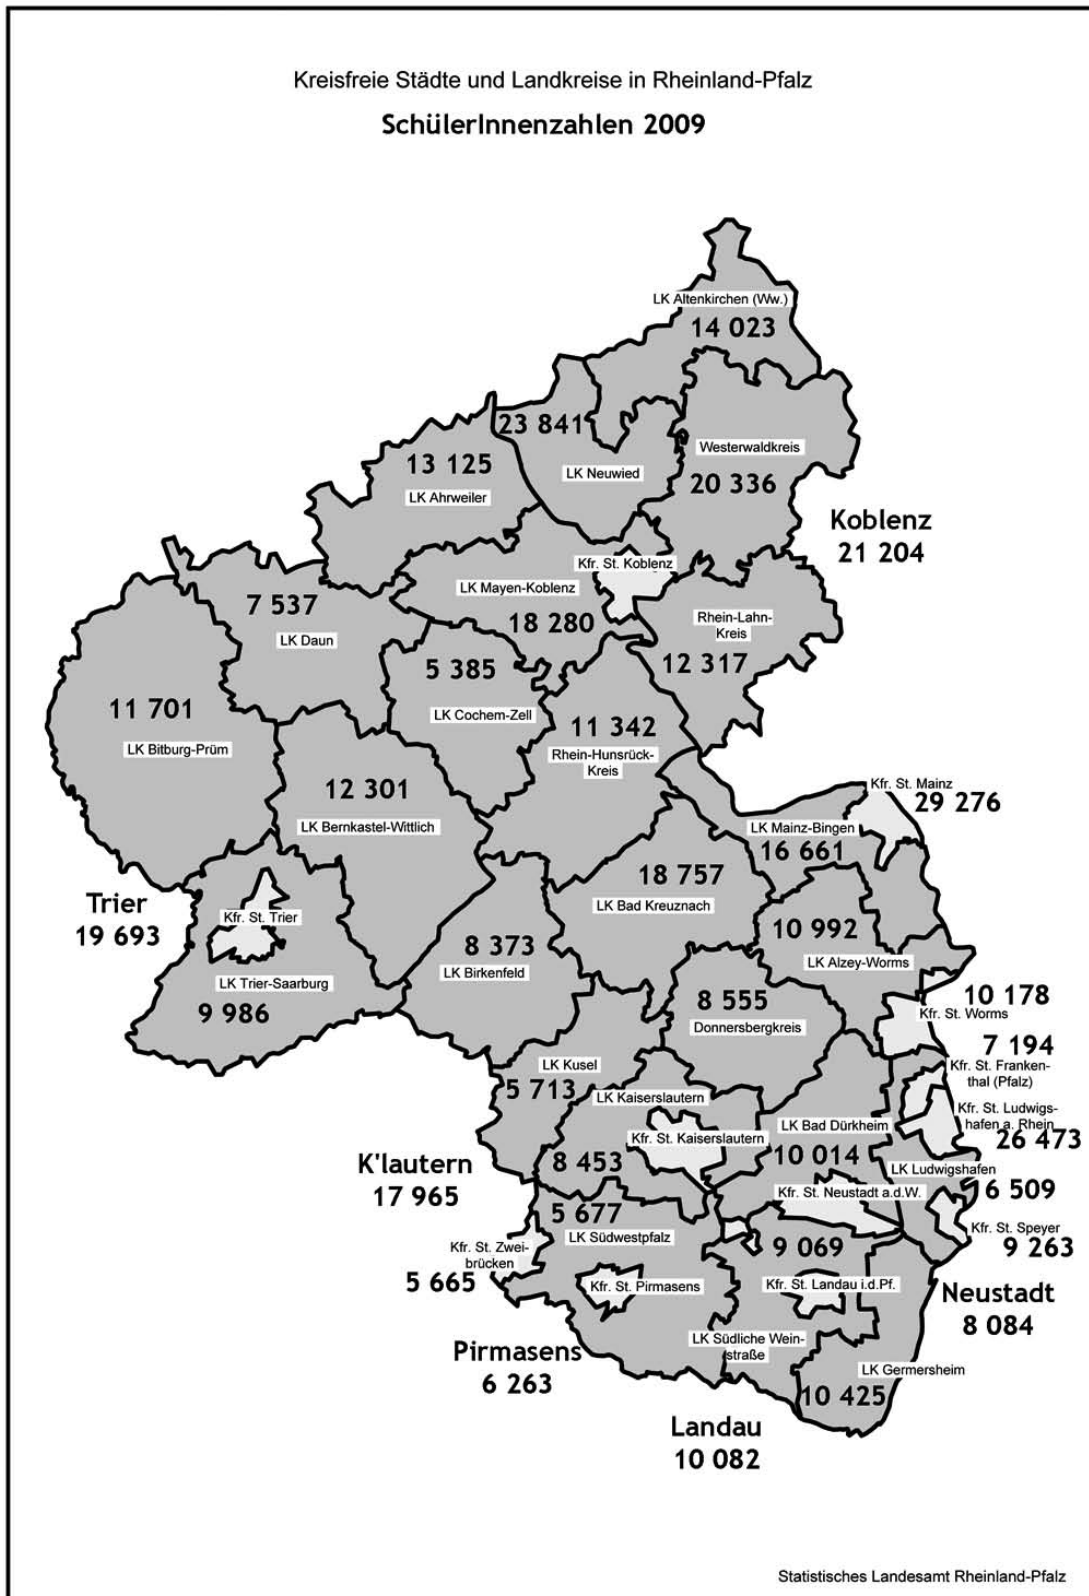 Kreisfreie Städte und Landkreise in Rheinland-Pfalz
SchülerInnenzahlen 2009
LK Altenkirchen (Ww.)
14 023
23 841
LK Neuwied
Westerwaldkreis
20 336
13 125
LK Ahrweiler
Koblenz
21 204
Kfr. St. Koblenz
LK Mayen-Koblenz
18 280
7 537
LK Daun
Rhein-Lahn-
Kreis
12 317
5 385
LK Cochem-Zell
11 701
LK Bitburg-Prüm
11 342
Rhein-Hunsrück-
Kreis
12 301
LK Bernkastel-Wittlich
Kfr. St. Mainz
29 276
LK Mainz-Bingen
16 661
18 757
LK Bad Kreuznach
Trier
19 693
Kfr. St. Trier
10 992
LK Alzey-Worms
8 373
LK Birkenfeld
LK Trier-Saarburg
9 986
8 555
Donnersbergkreis
10 178
Kfr. St. Worms
7 194
Kfr. St. Franken-
thal (Pfalz)
LK Kusel
5 713
LK Kaiserslautern
Kfr. St. Ludwigs-
hafen a. Rhein
26 473
LK Bad Dürkheim
10 014
Kfr. St. Kaiserslautern
8 453
K'lautern
17 965
LK Ludwigshafen
6 509
Kfr. St. Neustadt a.d.W.
5 677
LK Südwestpfalz
Kfr. St. Speyer
9 263
Kfr. St. Zwei-
brücken
5 665
9 069
Kfr. St. Pirmasens
Kfr. St. Landau i.d.Pf.
Neustadt
8 084
Pirmasens
6 263
LK Südliche Wein-
straße
LK Germersheim
10 425
Landau
10 082
Statistisches Landesamt Rheinland-Pfalz